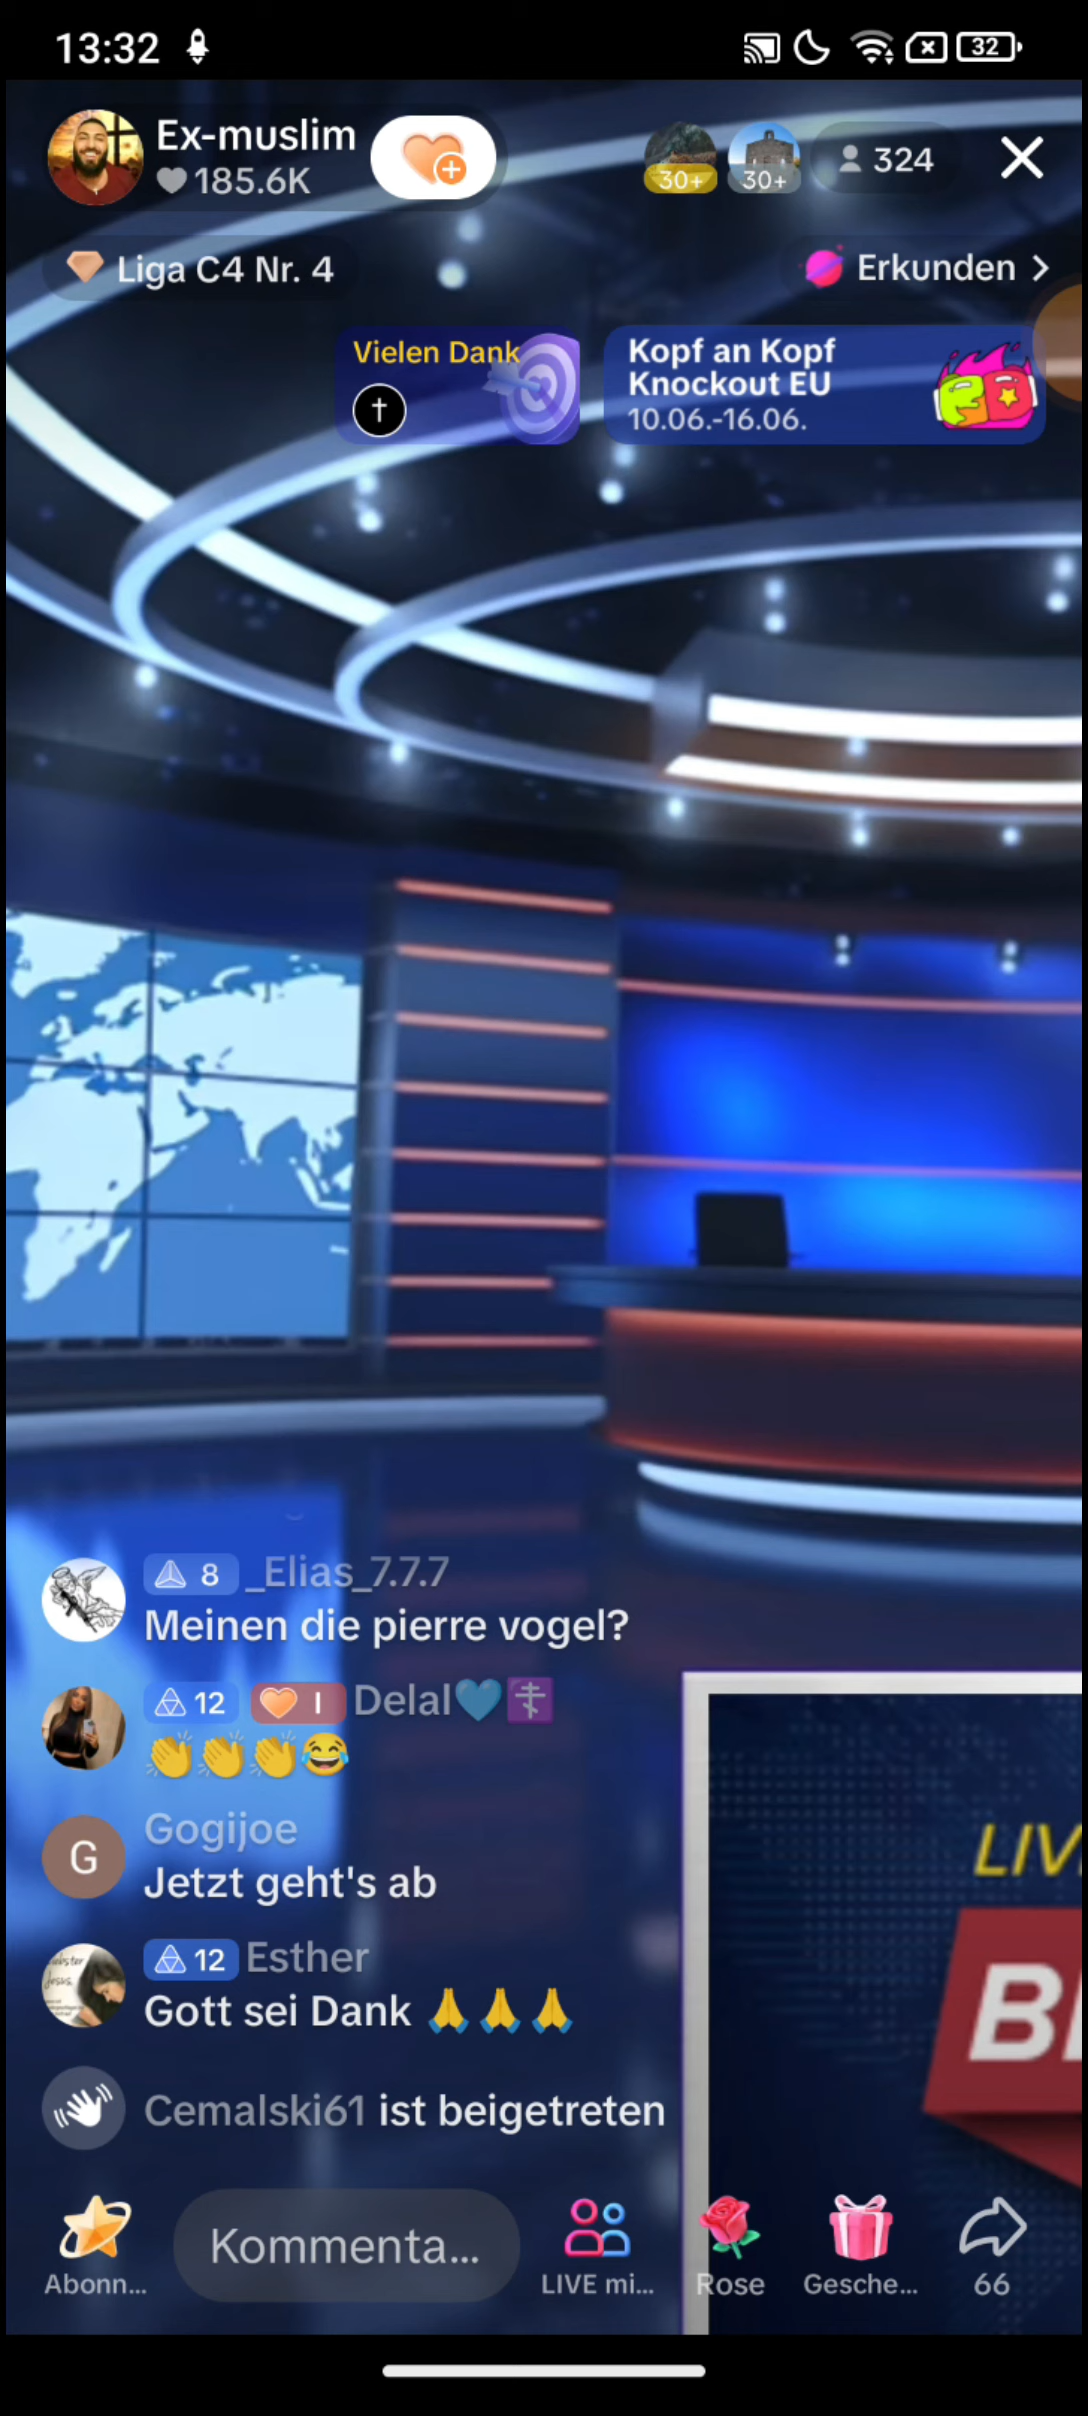 13:32
32
Ex-muslim
185.6K
30+
30+
324
Liga C4 Nr. 4
Erkunden
Vielen Dank
Kopf an Kopf
Knockout EU
10.06.-16.06.
8 _Elias_7.7.7
Meinen die pierre vogel?
12 I Delal💙☦️
👏👏👏😂
G
Gogijoe
Jetzt geht's ab
12 Esther
Gott sei Dank 🙏🙏🙏
Cemalski61 ist beigetreten
LIV
B
Kommenta...
Abonn...
LIVE mi...
Rose
Gesche...
66